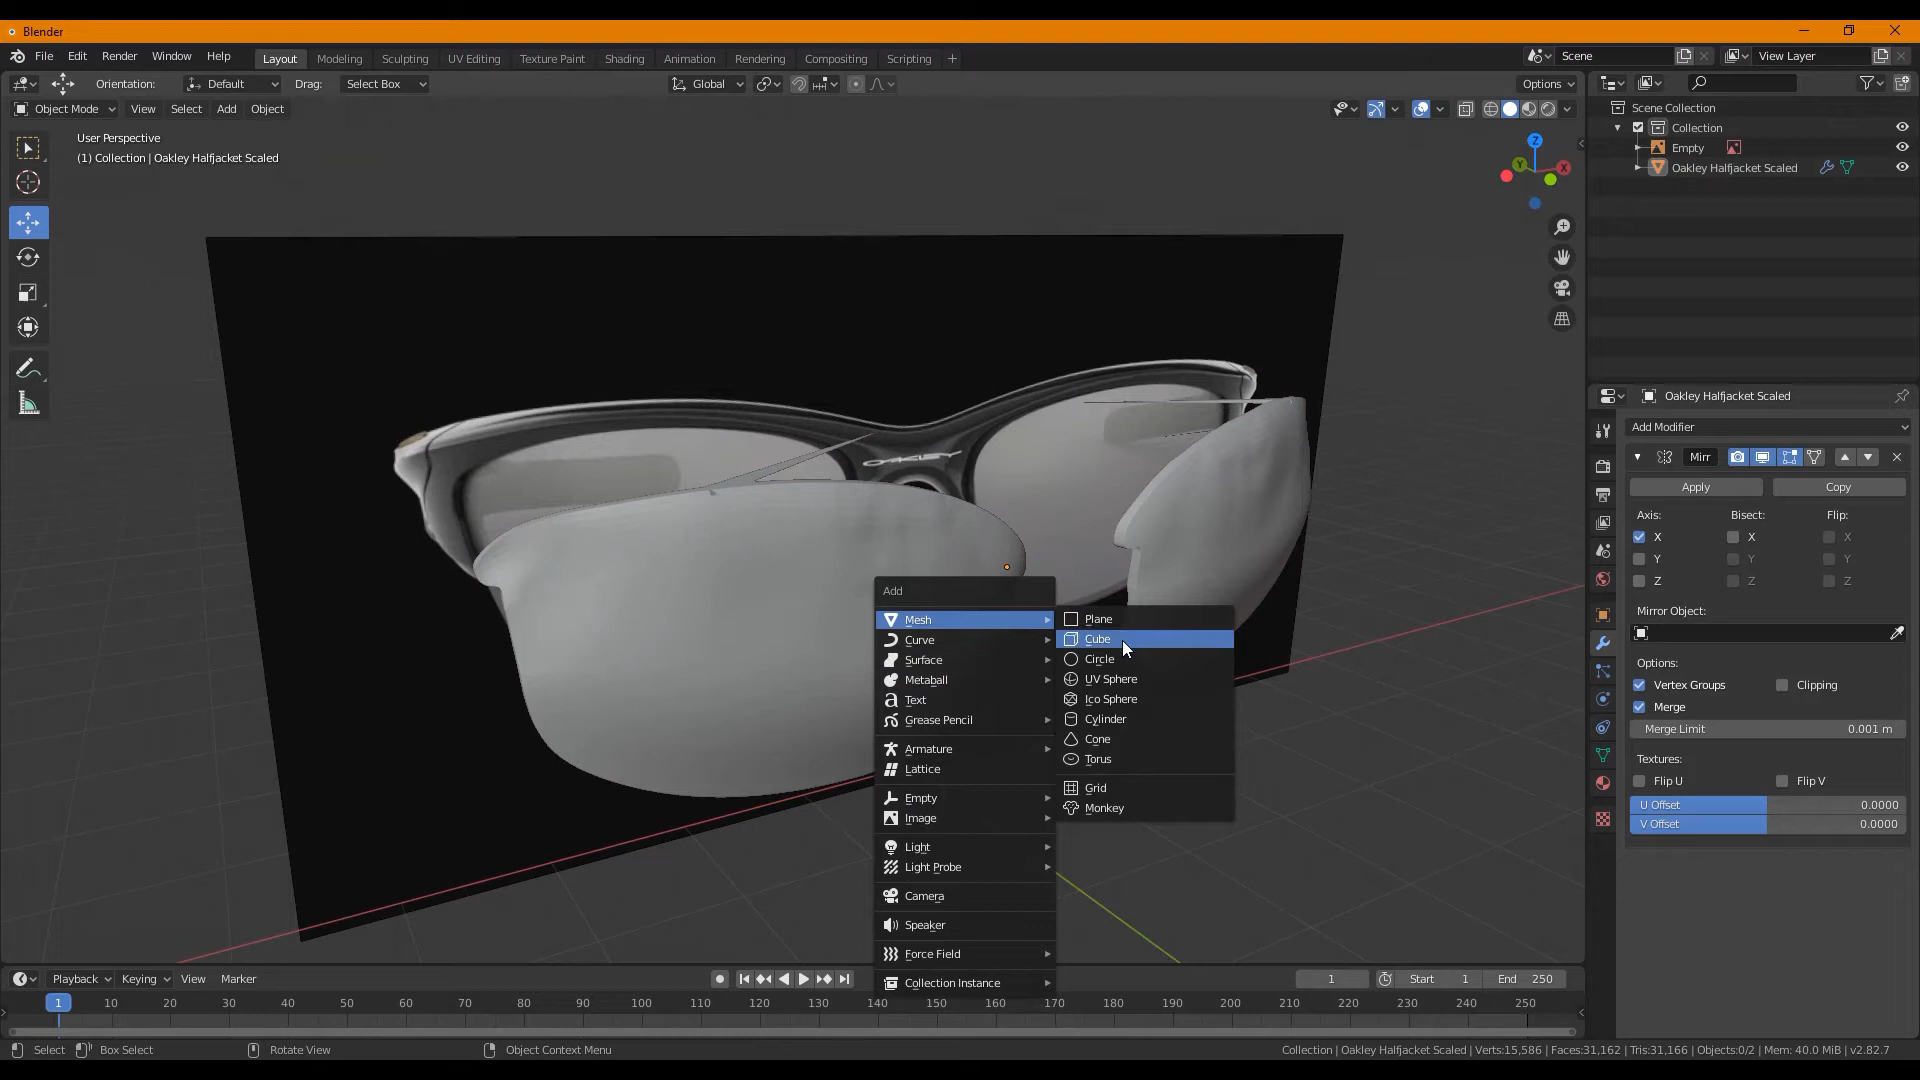 Blender
File Edit Render Window Help
Layout Modeling Sculpting UV Editing Texture Paint Shading Animation Rendering Compositing Scripting +
Scene
View Layer
Orientation: Default Drag: Select Box
Global
Options
Object Mode View Select Add Object
User Perspective
(1) Collection | Oakley Halfjacket Scaled
Z
Y
X
Scene Collection
Collection
Empty
Oakley Halfjacket Scaled
OAKLEY
Oakley Halfjacket Scaled
Add Modifier
Mirr
Apply Copy
Axis: Bisect: Flip:
X X X
Y Y Y
Z Z Z
Mirror Object:
Options:
Vertex Groups Clipping
Merge
Merge Limit 0.001 m
Textures:
Flip U Flip V
U Offset 0.0000
V Offset 0.0000
Add
Mesh
Curve
Surface
Metaball
Text
Grease Pencil
Armature
Lattice
Empty
Image
Light
Light Probe
Camera
Speaker
Force Field
Collection Instance
Plane
Cube
Circle
UV Sphere
Ico Sphere
Cylinder
Cone
Torus
Grid
Monkey
Playback Keying View Marker
1 Start 1 End 250
1 10 20 30 40 50 60 70 80 90 100 110 120 130 140 150 160 170 180 190 200 210 220 230 240 250
Select Box Select Rotate View Object Context Menu
Collection | Oakley Halfjacket Scaled | Verts:15,586 | Faces:31,162 | Tris:31,166 | Objects:0/2 | Mem: 40.0 MiB | v2.82.7